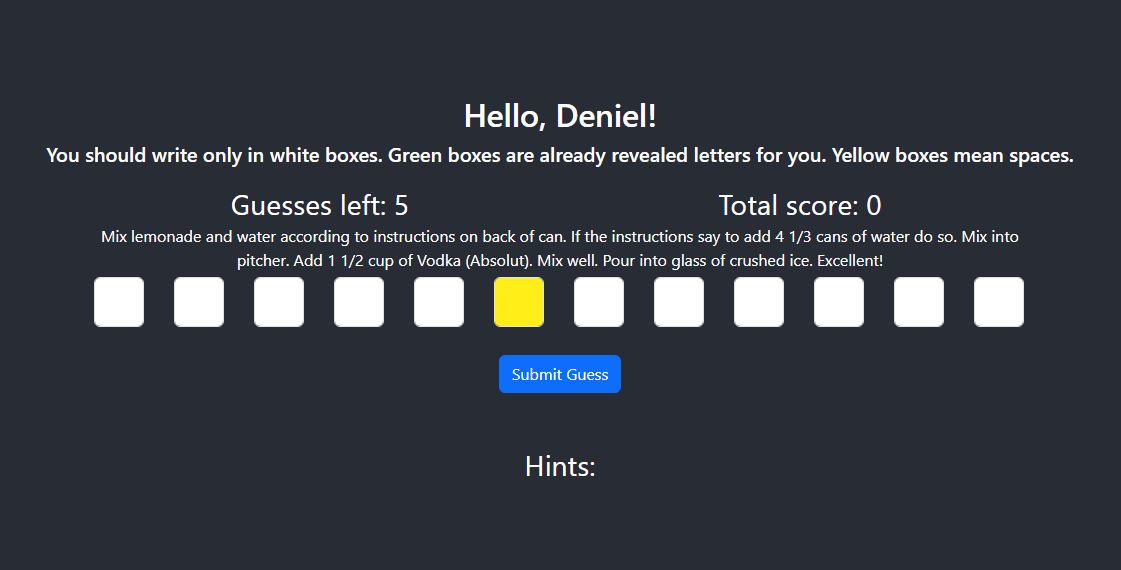 Hello, Deniel!
You should write only in white boxes. Green boxes are already revealed letters for you. Yellow boxes mean spaces.
Guesses left: 5
Total score: 0
Mix lemonade and water according to instructions on back of can. If the instructions say to add 4 1/3 cans of water do so. Mix into
pitcher. Add 1 1/2 cup of Vodka (Absolut). Mix well. Pour into glass of crushed ice. Excellent!
Submit Guess
Hints: